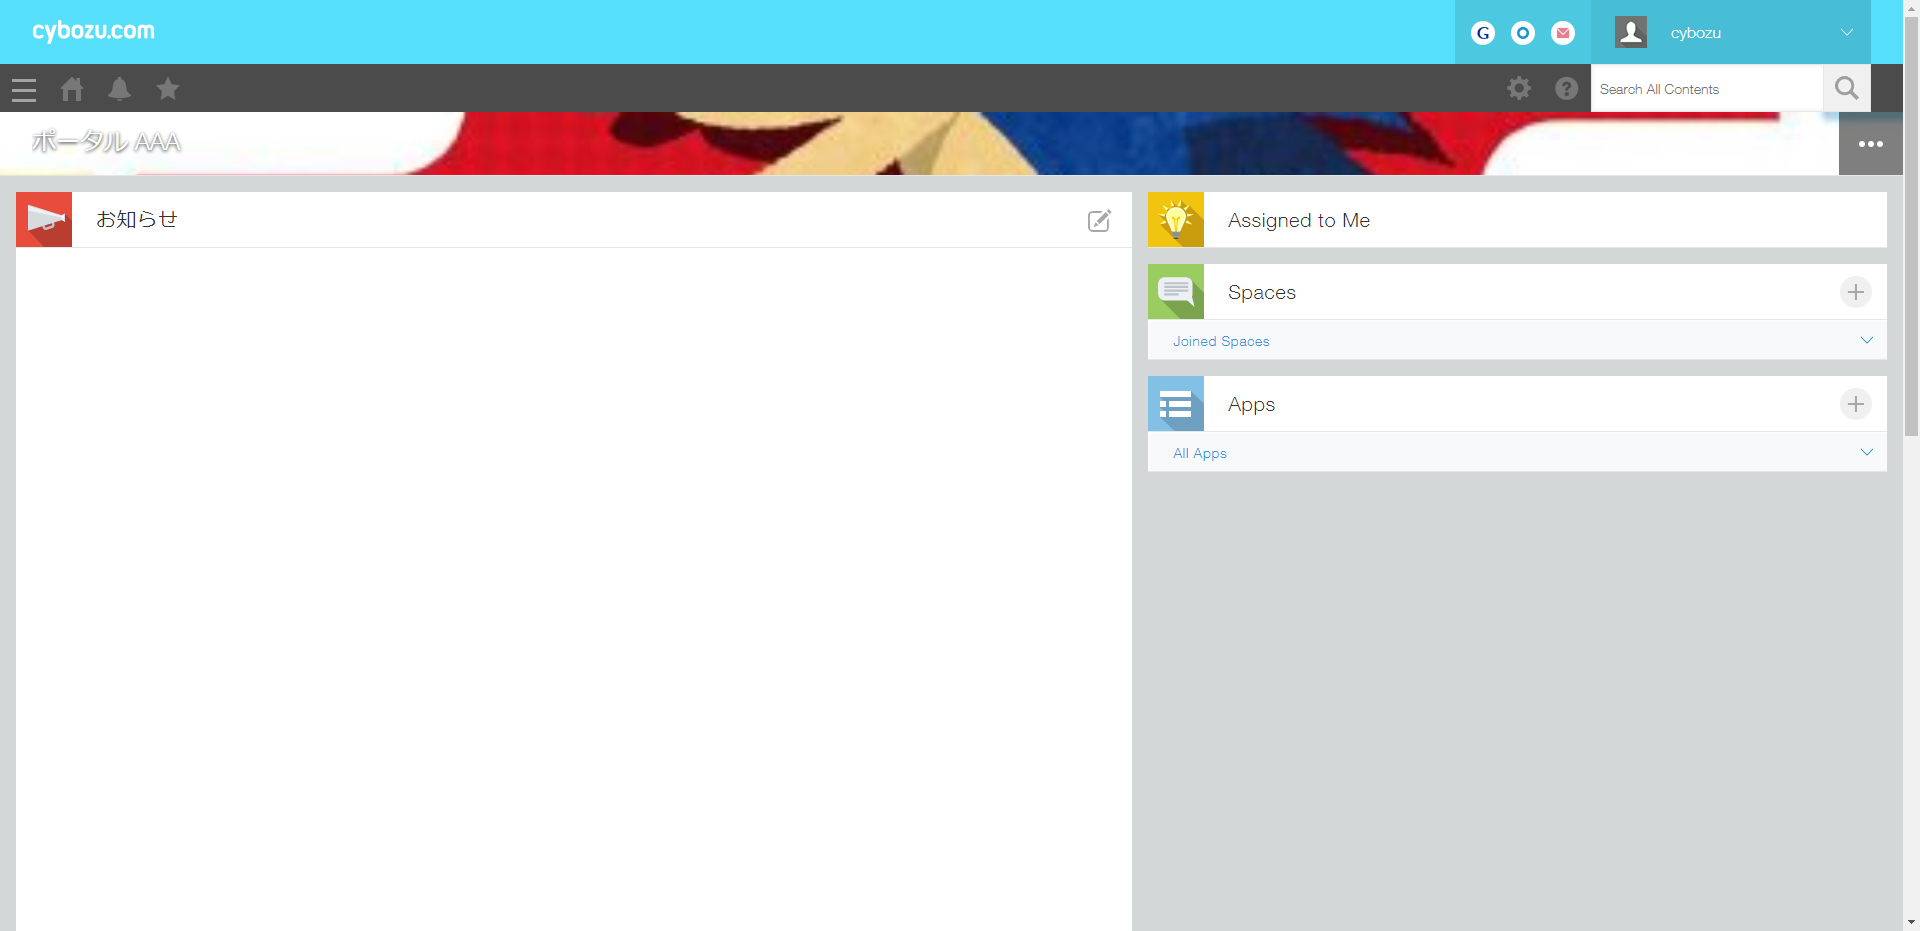 cybozu.com
G
cybozu
Search All Contents
ポータル AAA
お知らせ
Assigned to Me
Spaces
Joined Spaces
Apps
All Apps